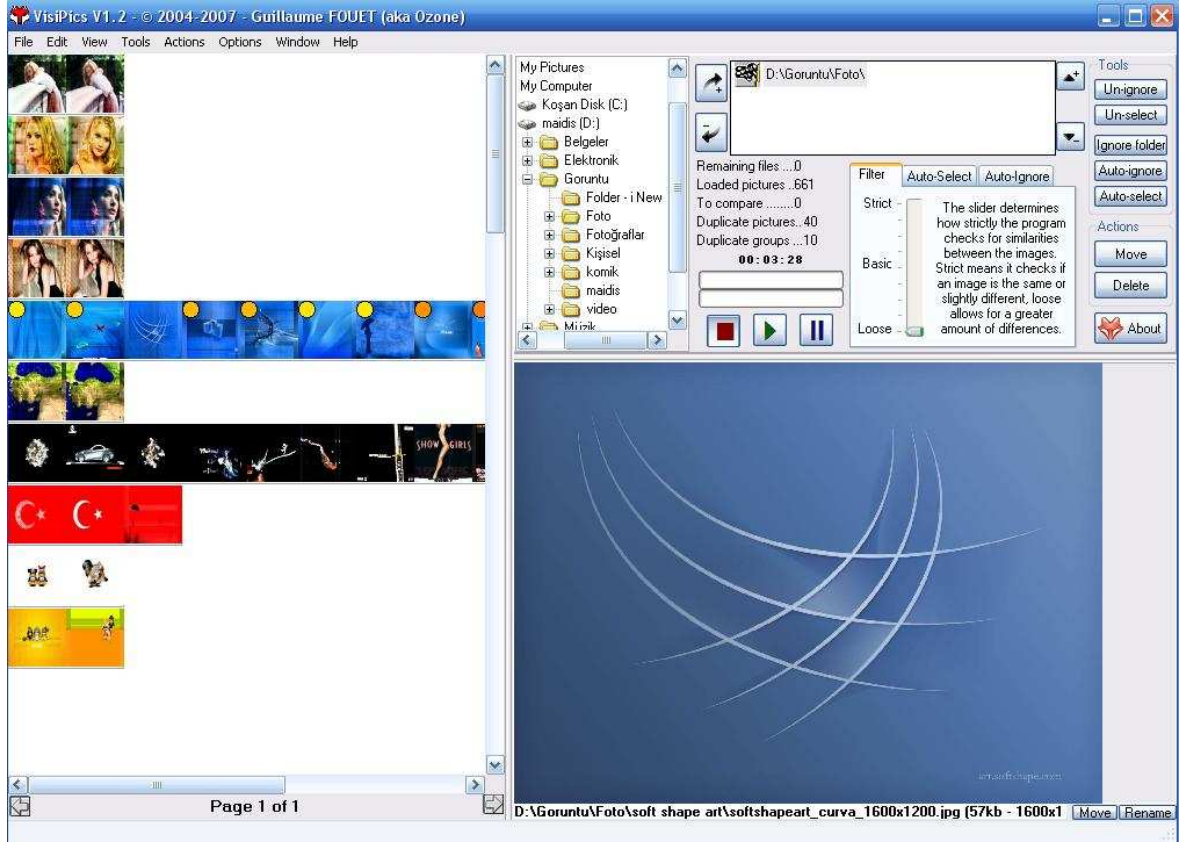 VisiPics V1.2 - © 2004-2007 - Guillaume FOUET (aka Ozone)
File Edit View Tools Actions Options Window Help
SHOW GIRLS
Page 1 of 1
My Pictures
My Computer
Koşan Disk (C:)
maidis (D:)
Belgeler
Elektronik
Goruntu
Folder - i New
Foto
Fotoğraflar
Kişisel
komik
maidis
video
Müzik
D:\Goruntu\Foto\
Remaining files ...0
Loaded pictures ..661
To compare ........0
Duplicate pictures..40
Duplicate groups ...10
00:03:28
Filter Auto-Select Auto-Ignore
Strict
Basic
Loose
The slider determines
how strictly the program
checks for similarities
between the images.
Strict means it checks if
an image is the same or
slightly different, loose
allows for a greater
amount of differences.
Tools
Un-ignore
Un-select
Ignore folder
Auto-ignore
Auto-select
Actions
Move
Delete
About
art.softshape.com
D:\Goruntu\Foto\soft shape art\softshapeart_curva_1600x1200.jpg (57kb - 1600x1
Move Rename